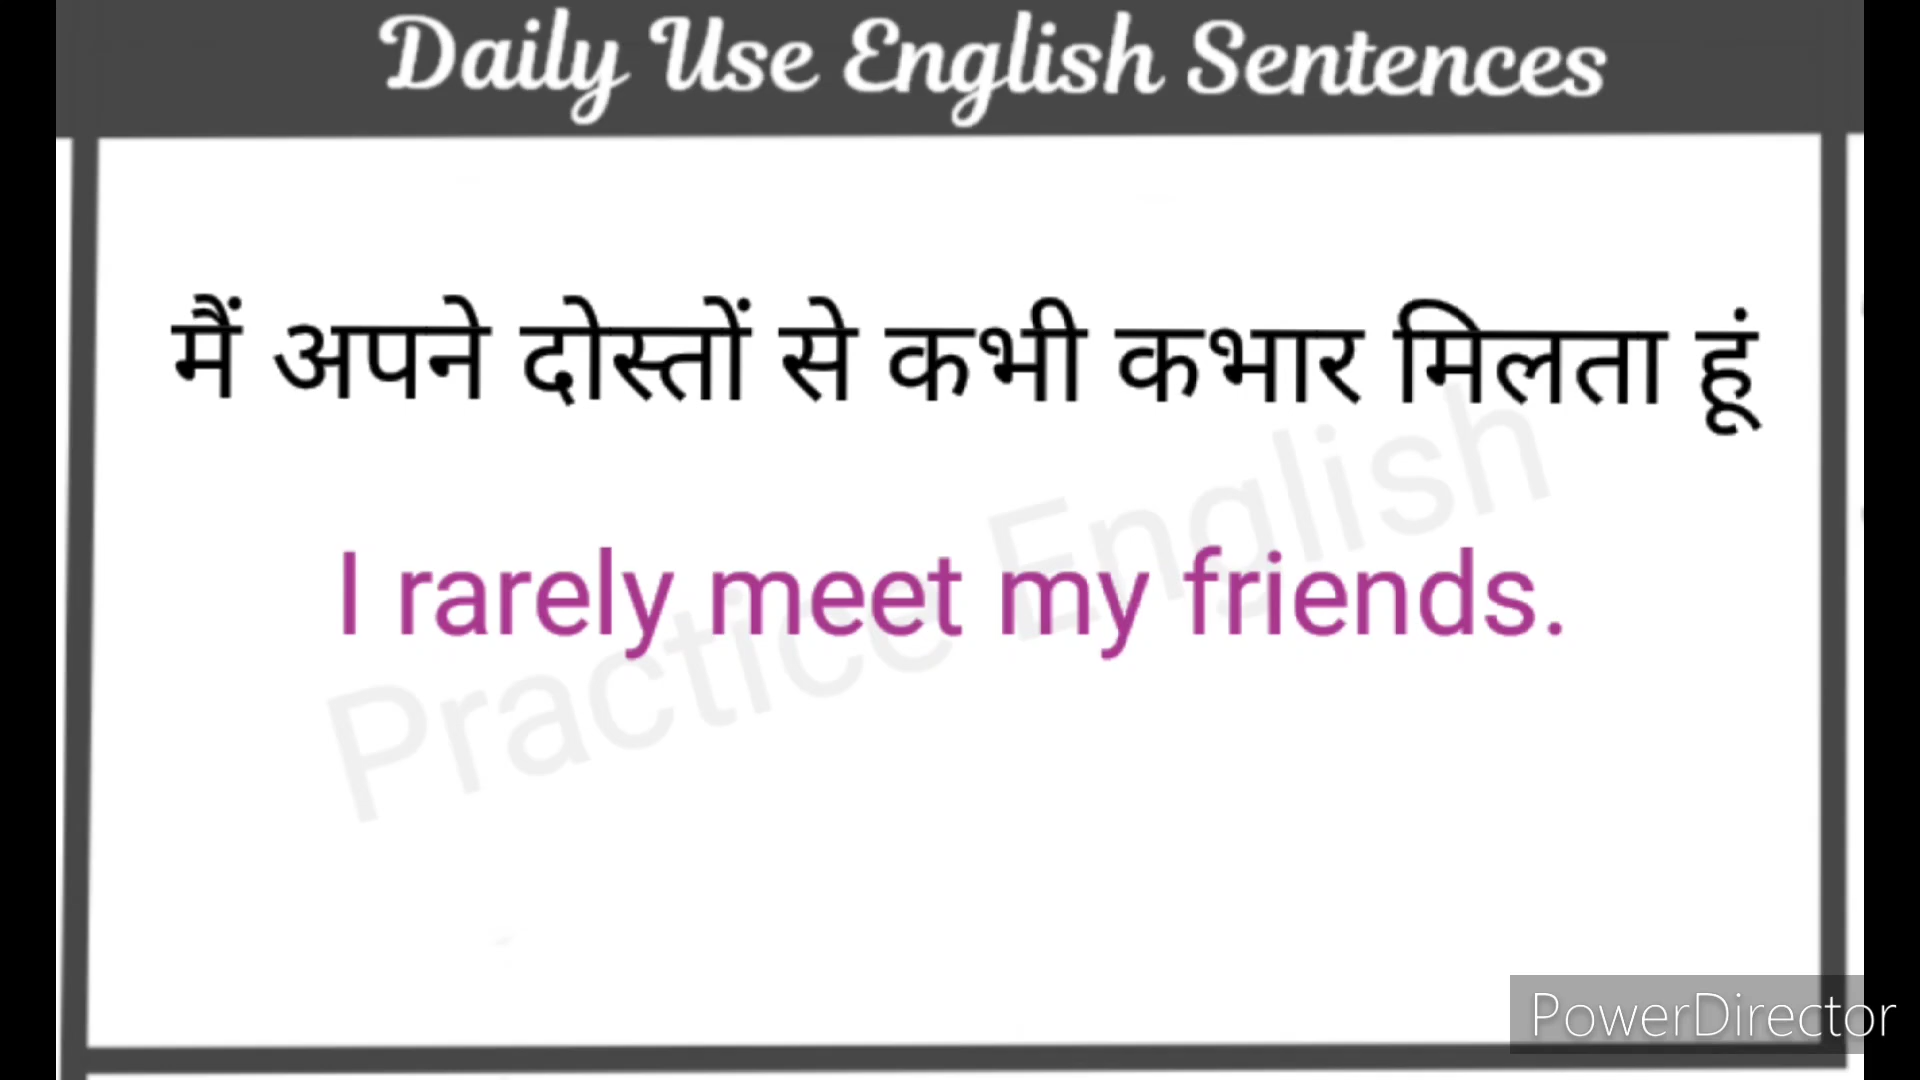 Daily Use English Sentences
मैं अपने दोस्तों से कभी कभार मिलता हूं
I rarely meet my friends.
Practice English
PowerDirector